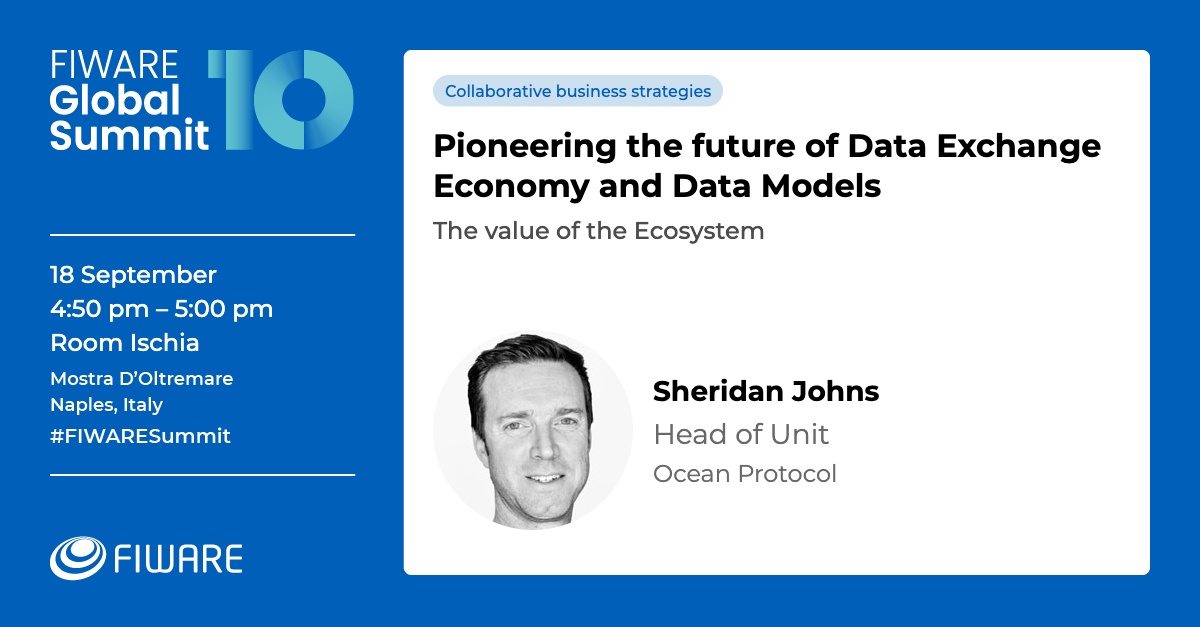 FIWARE
Global
Summit
10
18 September
4:50 pm – 5:00 pm
Room Ischia
Mostra D’Oltremare
Naples, Italy
#FIWARESummit
FIWARE
Collaborative business strategies
Pioneering the future of Data Exchange
Economy and Data Models
The value of the Ecosystem
Sheridan Johns
Head of Unit
Ocean Protocol